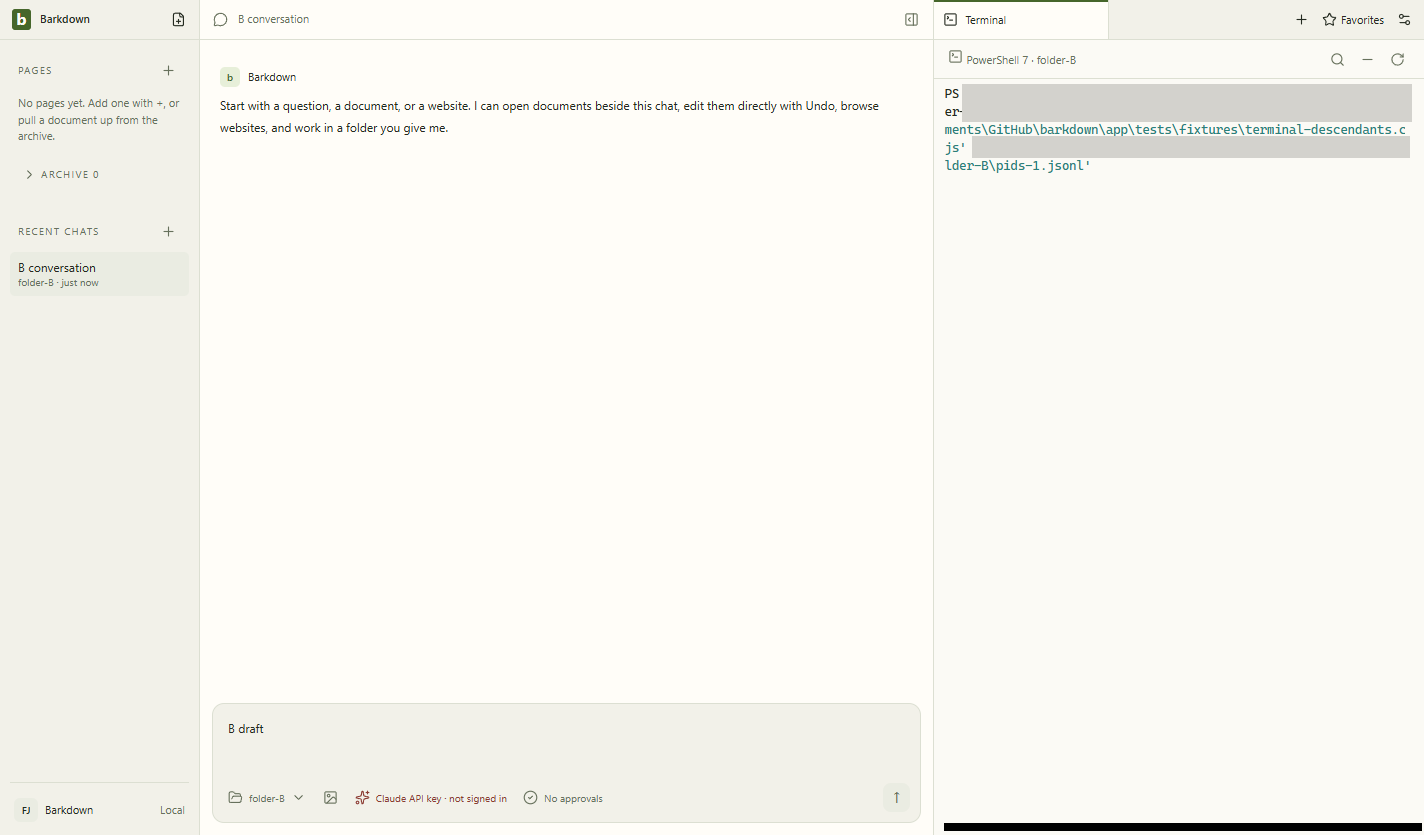 b Barkdown
PAGES
No pages yet. Add one with +, or
pull a document up from the
archive.
ARCHIVE 0
RECENT CHATS
B conversation
folder-B · just now
FJ Barkdown Local
B conversation
b Barkdown
Start with a question, a document, or a website. I can open documents beside this chat, edit them directly with Undo, browse
websites, and work in a folder you give me.
B draft
folder-B
Claude API key · not signed in
No approvals
Terminal
Favorites
PowerShell 7 · folder-B
PS
er-
ments\GitHub\barkdown\app\tests\fixtures\terminal-descendants.c
js'
lder-B\pids-1.jsonl'